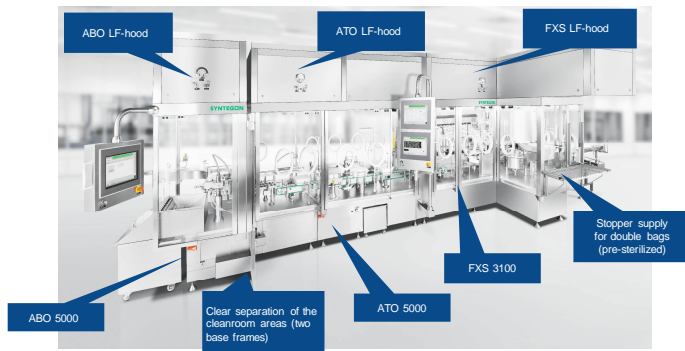 ABO LF-hood
ATO LF-hood
FXS LF-hood
SYNTEGON
SYNTEGON
Stopper supply
for double bags
(pre-sterilized)
FXS 3100
ATO 5000
Clear separation of the
cleanroom areas (two
base frames)
ABO 5000